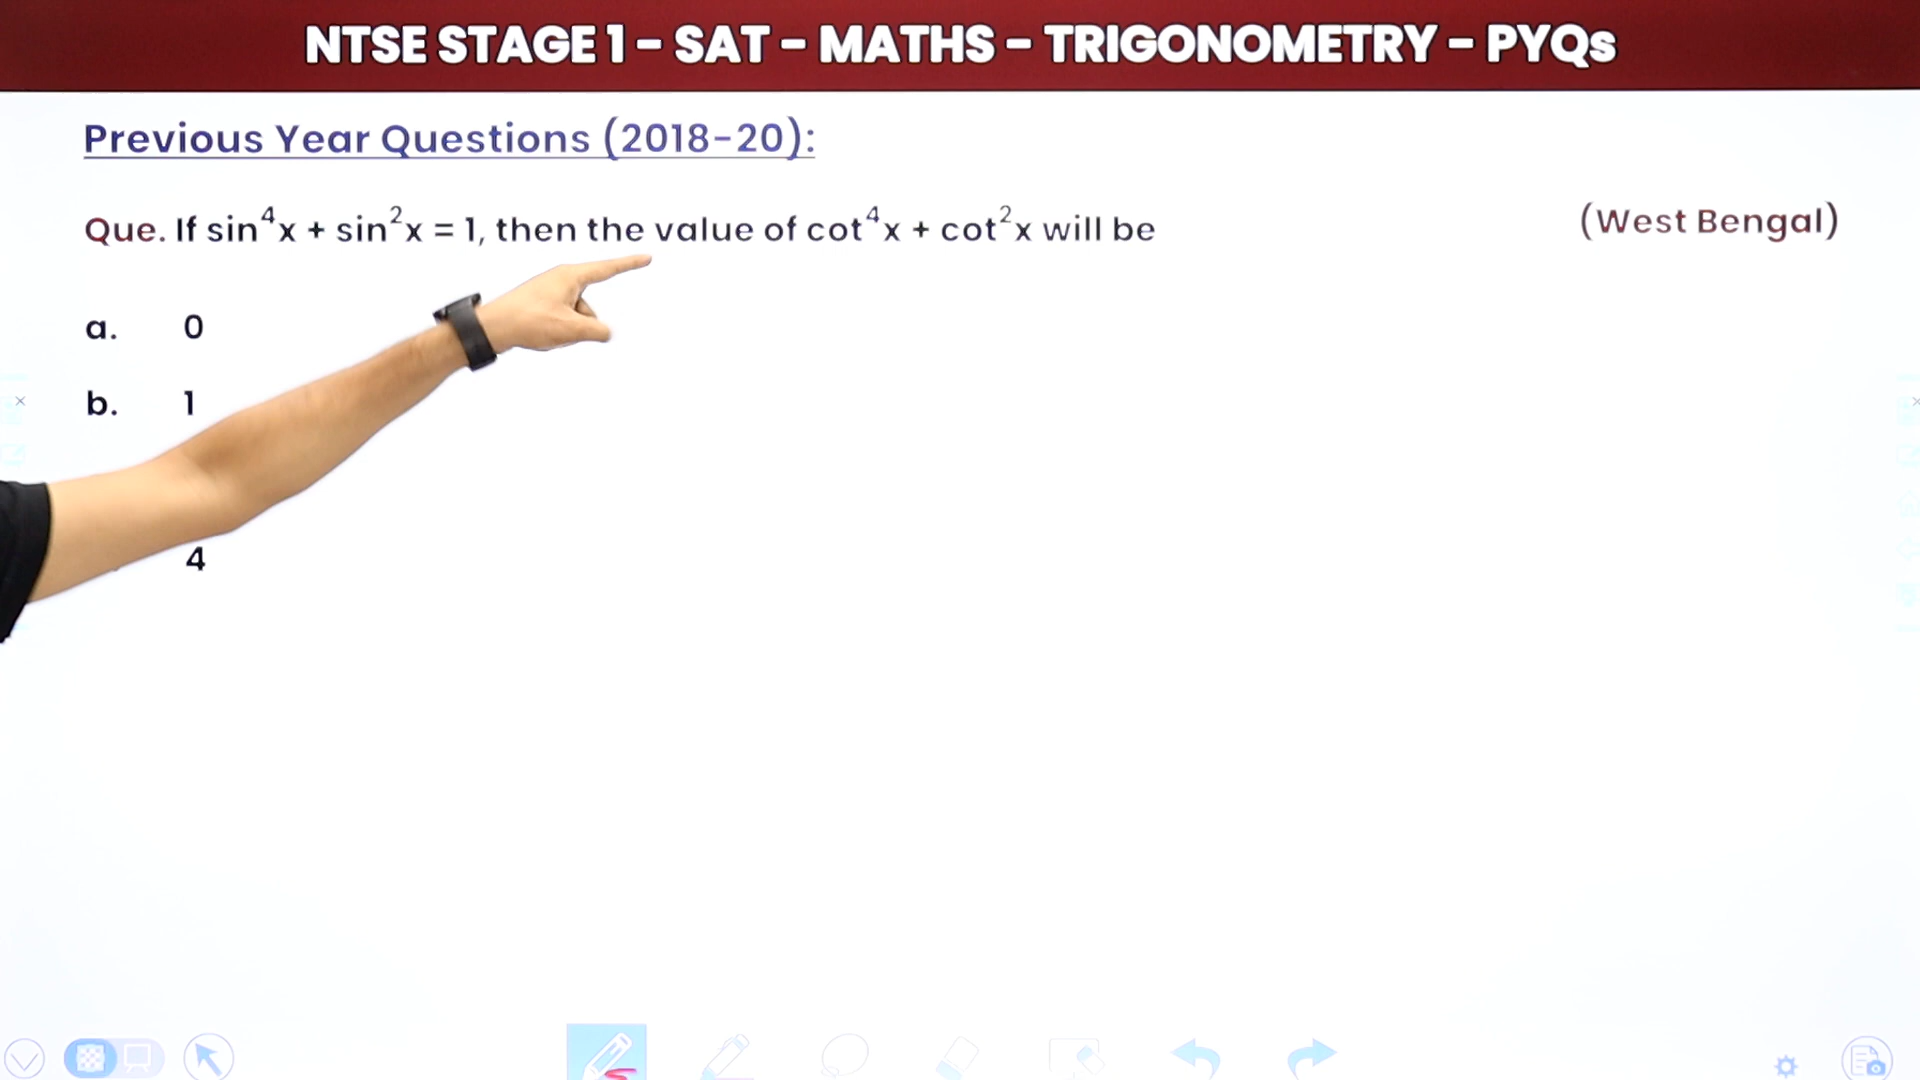 NTSE STAGE 1 – SAT – MATHS – TRIGONOMETRY – PYQs
Previous Year Questions (2018-20):
Que. If sin⁴x + sin²x = 1, then the value of cot⁴x + cot²x will be (West Bengal)
a. 0
b. 1
4